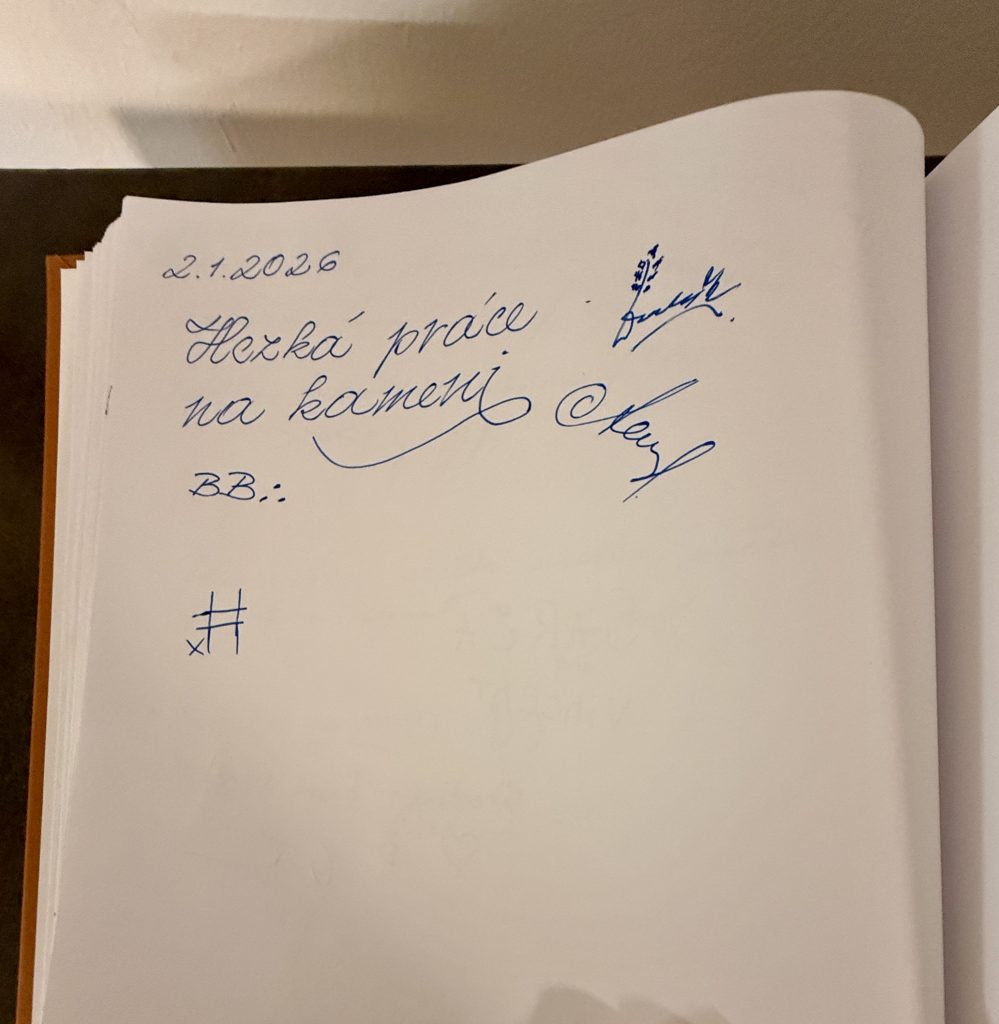 2.1.2026
Hezká práce
na kameni
BB∴
#
x